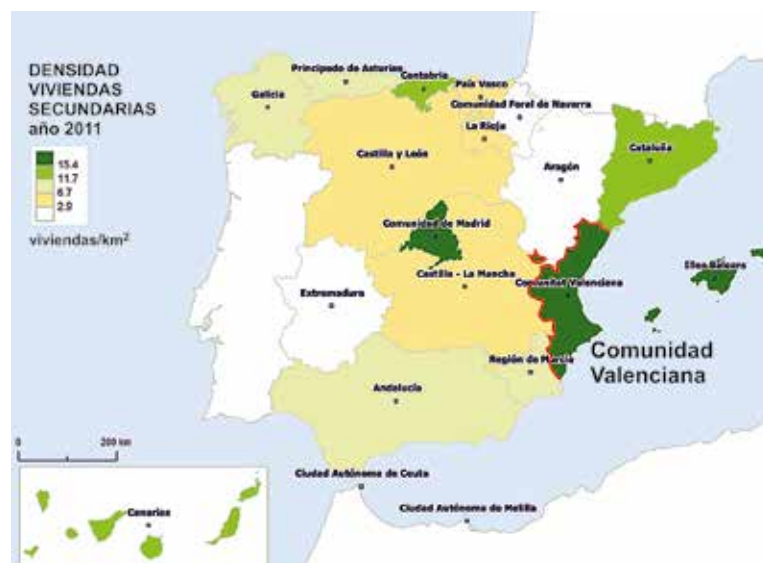 DENSIDAD
VIVIENDAS
SECUNDARIAS
año 2011
15.4
11.7
6.7
2.9
viviendas/km²
Principado de Asturias
Cantabria
País Vasco
Galicia
Comunidad Foral de Navarra
La Rioja
Castilla y León
Aragón
Cataluña
Comunidad de Madrid
Castilla - La Mancha
Comunitat Valenciana
Illes Balears
Extremadura
Región de Murcia
Comunidad
Valenciana
Andalucía
0
200 km
Ciudad Autónoma de Ceuta
Ciudad Autónoma de Melilla
Canarias